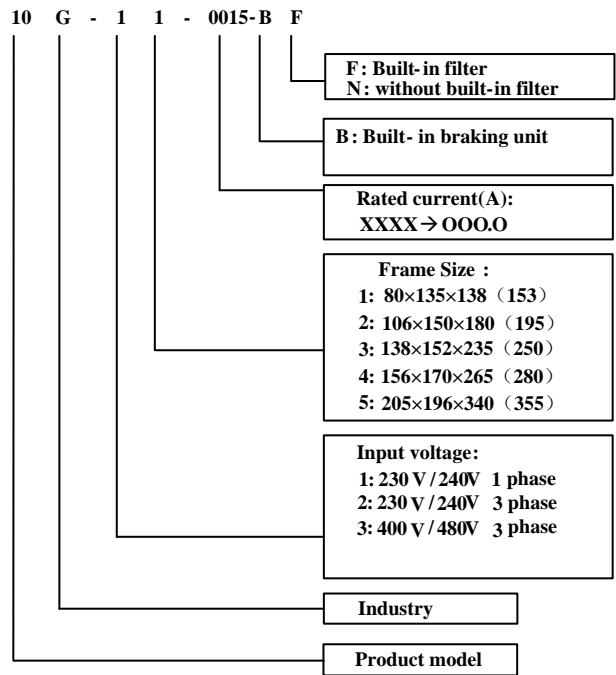 10 G - 1 1 - 0015- B F
F: Built-in filter
N: without built-in filter
B: Built- in braking unit
Rated current(A):
XXXX→OOO.O
Frame Size :
1: 80×135×138（153）
2: 106×150×180（195）
3: 138×152×235（250）
4: 156×170×265（280）
5: 205×196×340（355）
Input voltage:
1: 230 V/240V 1 phase
2: 230 V/240V 3 phase
3: 400 V/480V 3 phase
Industry
Product model